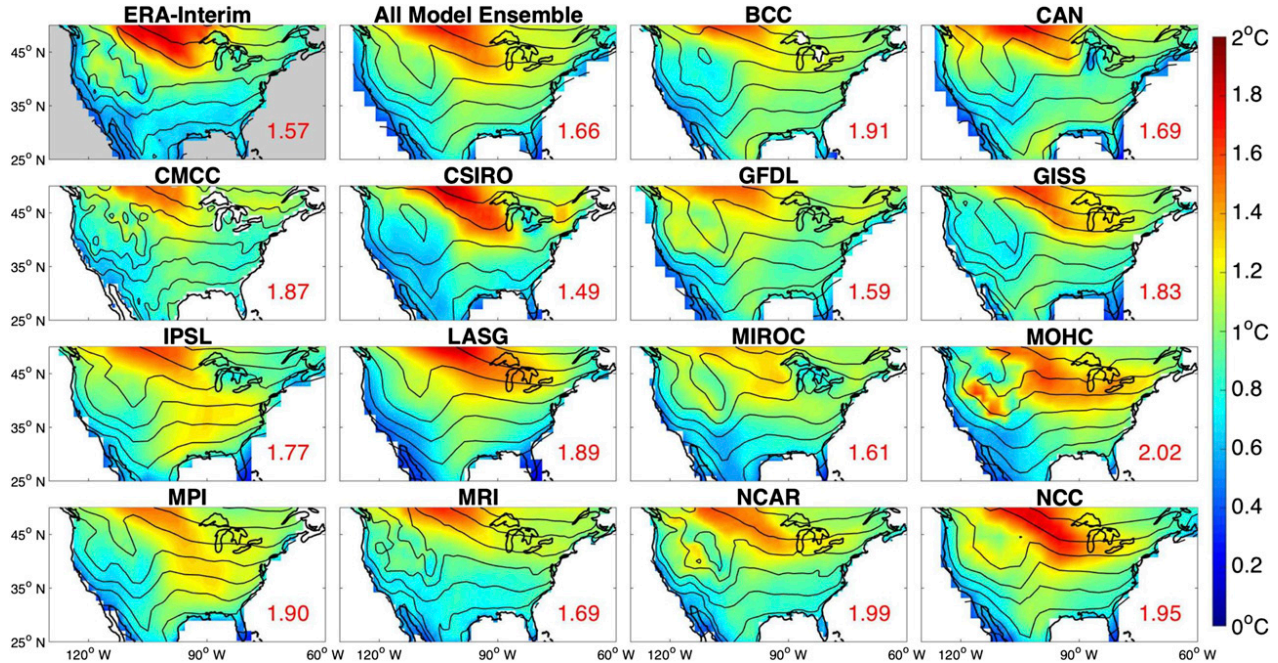 ERA-Interim All Model Ensemble BCC CAN
45° N
35° N
25° N
1.57 1.66 1.91 1.69
2°C
1.8
CMCC CSIRO GFDL GISS
45° N
35° N
25° N
1.87 1.49 1.59 1.83
1.6
1.4
1.2
IPSL LASG MIROC MOHC
45° N
35° N
25° N
1.77 1.89 1.61 2.02
1°C
0.8
0.6
MPI MRI NCAR NCC
45° N
35° N
25° N
1.90 1.69 1.99 1.95
0.4
0.2
0°C
120° W 90° W 60° W 120° W 90° W 60° W 120° W 90° W 60° W 120° W 90° W 60° W